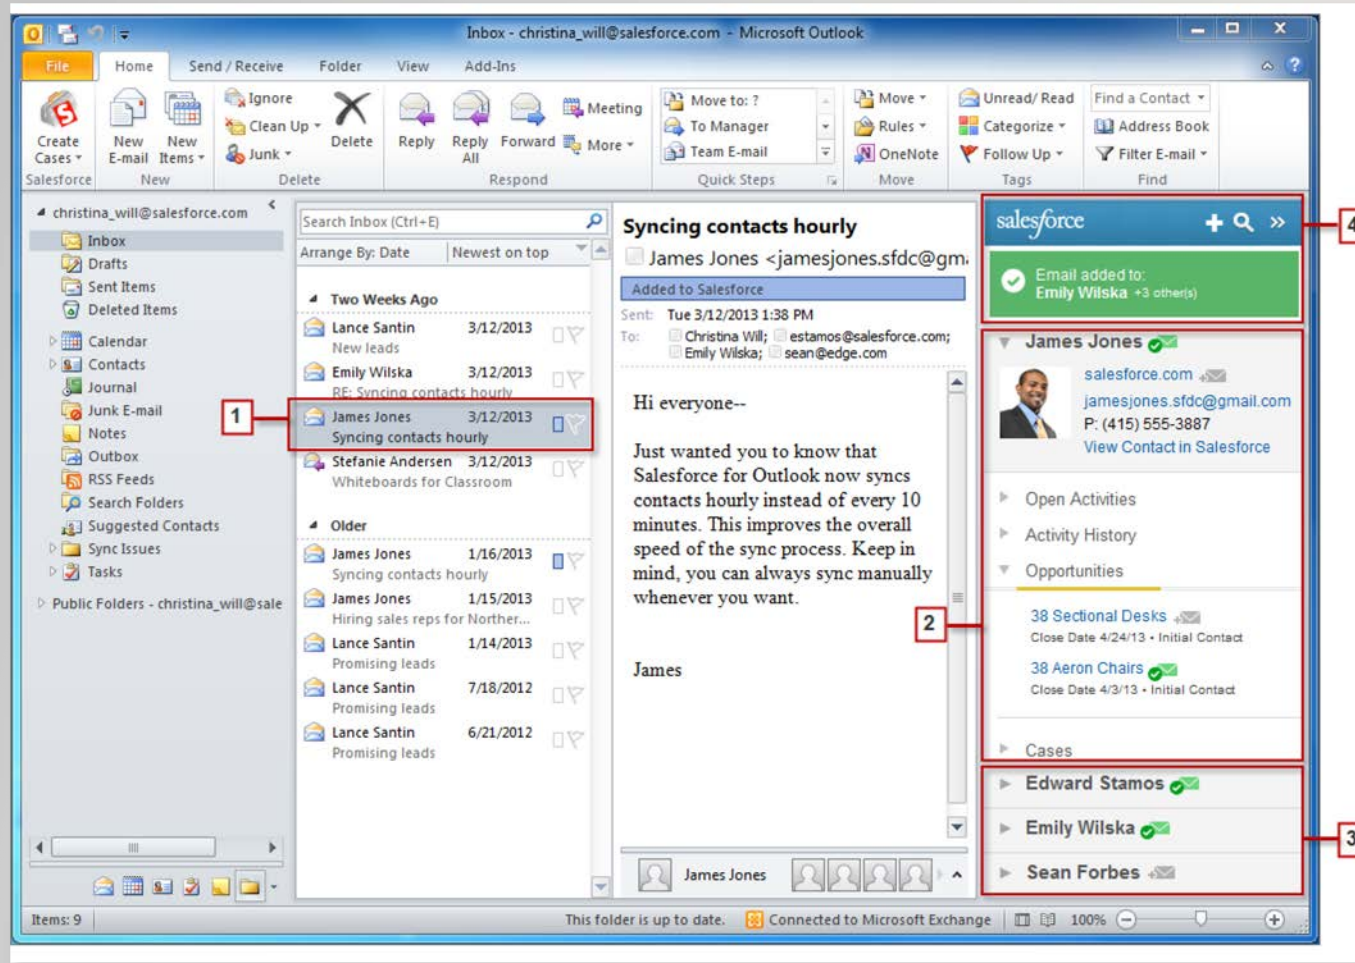 Inbox - christina_will@salesforce.com - Microsoft Outlook
File Home Send / Receive Folder View Add-Ins
Create Cases
Salesforce
New E-mail
New Items
New
Ignore
Clean Up
Junk
Delete
Delete
Reply
Reply All
Forward
Meeting
More
Respond
Move to: ?
To Manager
Team E-mail
Quick Steps
Move
Rules
OneNote
Move
Unread/ Read
Categorize
Follow Up
Tags
Find a Contact
Address Book
Filter E-mail
Find
christina_will@salesforce.com
Inbox
Drafts
Sent Items
Deleted Items
Calendar
Contacts
Journal
Junk E-mail
Notes
Outbox
RSS Feeds
Search Folders
Suggested Contacts
Sync Issues
Tasks
Public Folders - christina_will@sale
Search Inbox (Ctrl+E)
Arrange By: Date Newest on top
Two Weeks Ago
Lance Santin 3/12/2013
New leads
Emily Wilska 3/12/2013
RE: Syncing contacts hourly
1
James Jones 3/12/2013
Syncing contacts hourly
Stefanie Andersen 3/12/2013
Whiteboards for Classroom
Older
James Jones 1/16/2013
Syncing contacts hourly
James Jones 1/15/2013
Hiring sales reps for Norther...
Lance Santin 1/14/2013
Promising leads
Lance Santin 7/18/2012
Promising leads
Lance Santin 6/21/2012
Promising leads
Syncing contacts hourly
James Jones <jamesjones.sfdc@gm
Added to Salesforce
Sent: Tue 3/12/2013 1:38 PM
To: Christina Will; estamos@salesforce.com;
Emily Wilska; sean@edge.com
Hi everyone--
Just wanted you to know that
Salesforce for Outlook now syncs
contacts hourly instead of every 10
minutes. This improves the overall
speed of the sync process. Keep in
mind, you can always sync manually
whenever you want.
James
James Jones
salesforce
4
Email added to:
Emily Wilska +3 other(s)
James Jones
salesforce.com
jamesjones.sfdc@gmail.com
P: (415) 555-3887
View Contact in Salesforce
Open Activities
Activity History
Opportunities
2
38 Sectional Desks
Close Date 4/24/13 • Initial Contact
38 Aeron Chairs
Close Date 4/3/13 • Initial Contact
Cases
Edward Stamos
Emily Wilska
3
Sean Forbes
Items: 9
This folder is up to date. Connected to Microsoft Exchange 100%